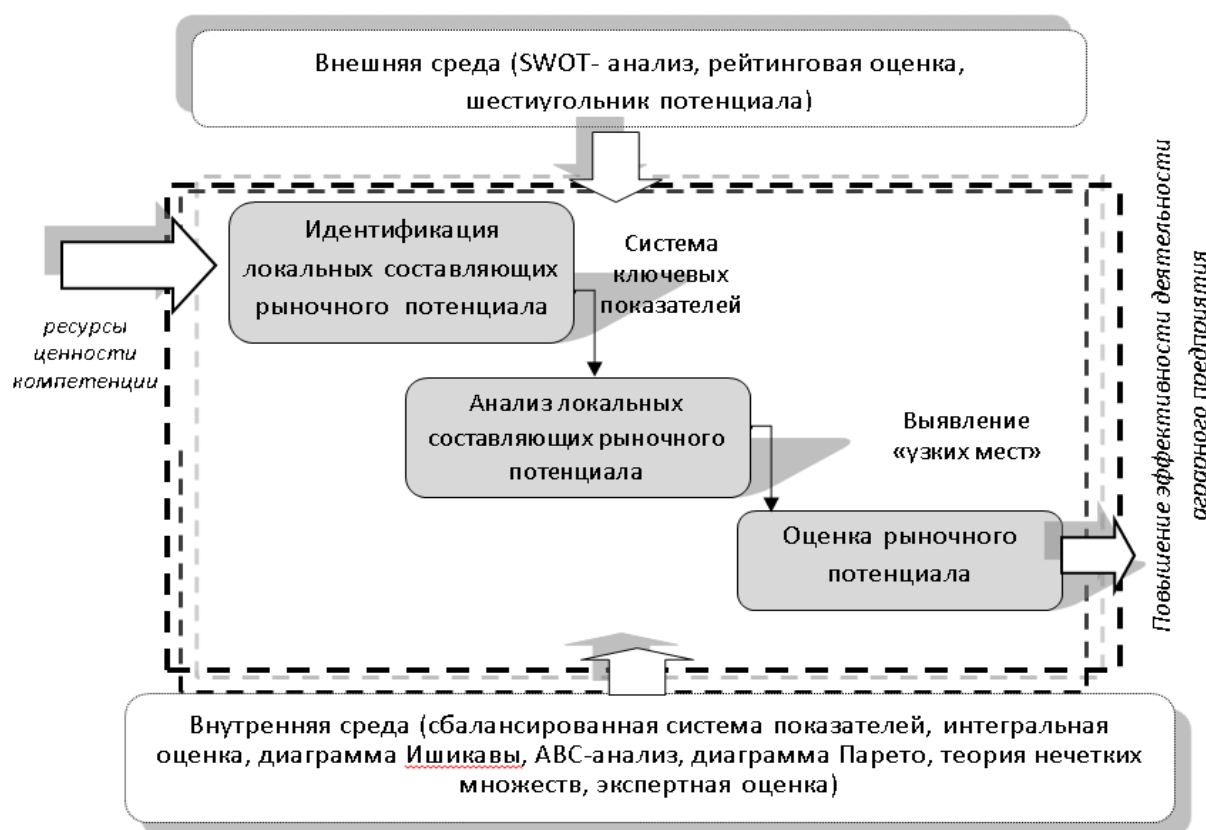 Внешняя среда (SWOT- анализ, рейтинговая оценка,
шестиугольник потенциала)
Идентификация
локальных составляющих
рыночного потенциала
Система
ключевых
показателей
ресурсы
ценности
компетенции
Анализ локальных
составляющих рыночного
потенциала
Выявление
«узких мест»
Оценка рыночного
потенциала
Повышение эффективности деятельности
аграрного предприятия
Внутренняя среда (сбалансированная система показателей, интегральная
оценка, диаграмма Ишикавы, АВС-анализ, диаграмма Парето, теория нечетких
множеств, экспертная оценка)